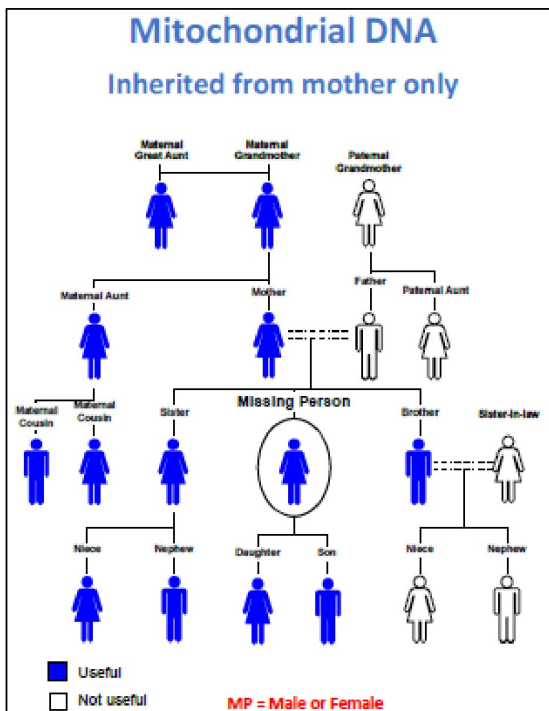 Mitochondrial DNA
Inherited from mother only
Maternal Great Aunt
Maternal Grandmother
Paternal Grandmother
Maternal Aunt
Mother
Father
Paternal Aunt
Maternal Cousin
Maternal Cousin
Sister
Missing Person
Brother
Sister-in-law
Niece
Nephew
Daughter
Son
Niece
Nephew
Useful
Not useful
MP = Male or Female